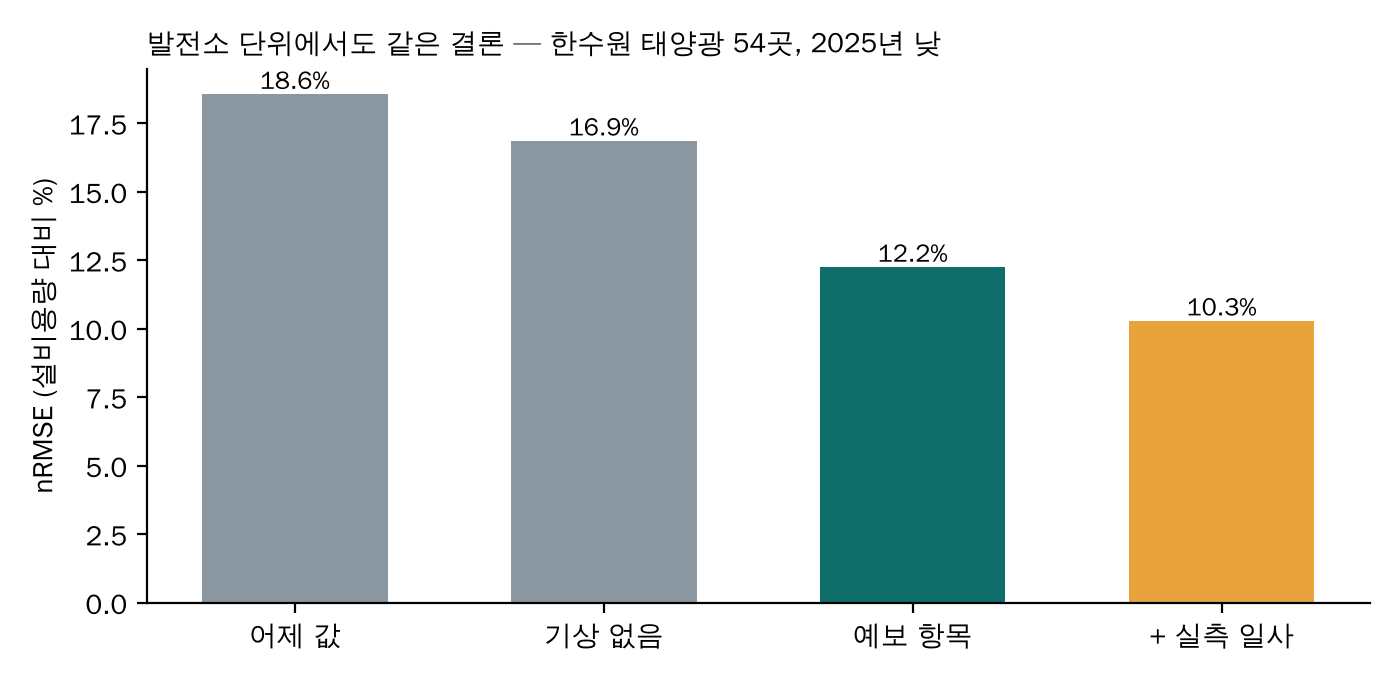 발전소 단위에서도 같은 결론 — 한수원 태양광 54곳, 2025년 낮
nRMSE (설비용량 대비 %)
17.5
15.0
12.5
10.0
7.5
5.0
2.5
0.0
18.6%
16.9%
12.2%
10.3%
어제 값
기상 없음
예보 항목
+ 실측 일사